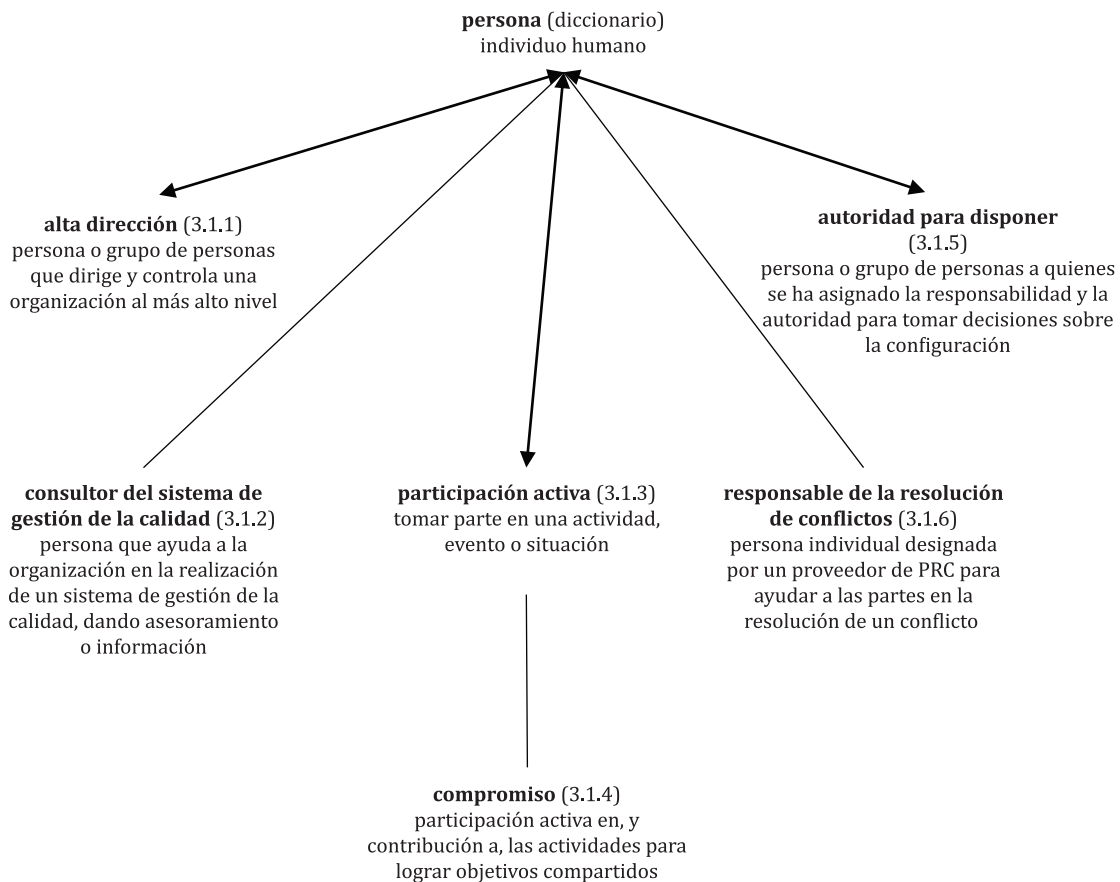 persona (diccionario)
individuo humano
alta dirección (3.1.1)
persona o grupo de personas
que dirige y controla una
organización al más alto nivel
autoridad para disponer
(3.1.5)
persona o grupo de personas a quienes
se ha asignado la responsabilidad y la
autoridad para tomar decisiones sobre
la configuración
consultor del sistema de
gestión de la calidad (3.1.2)
persona que ayuda a la
organización en la realización
de un sistema de gestión de la
calidad, dando asesoramiento
o información
participación activa (3.1.3)
tomar parte en una actividad,
evento o situación
responsable de la resolución
de conflictos (3.1.6)
persona individual designada
por un proveedor de PRC para
ayudar a las partes en la
resolución de un conflicto
compromiso (3.1.4)
participación activa en, y
contribución a, las actividades para
lograr objetivos compartidos